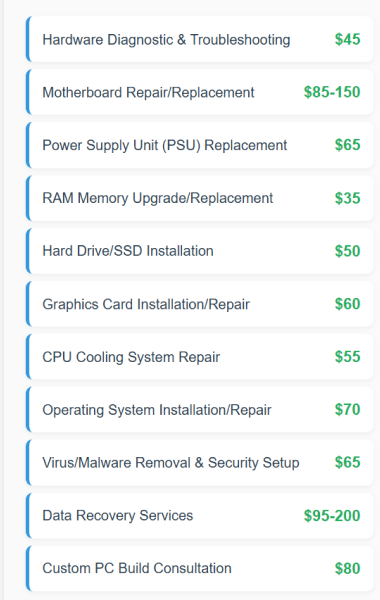 Hardware Diagnostic & Troubleshooting $45
Motherboard Repair/Replacement $85-150
Power Supply Unit (PSU) Replacement $65
RAM Memory Upgrade/Replacement $35
Hard Drive/SSD Installation $50
Graphics Card Installation/Repair $60
CPU Cooling System Repair $55
Operating System Installation/Repair $70
Virus/Malware Removal & Security Setup $65
Data Recovery Services $95-200
Custom PC Build Consultation $80